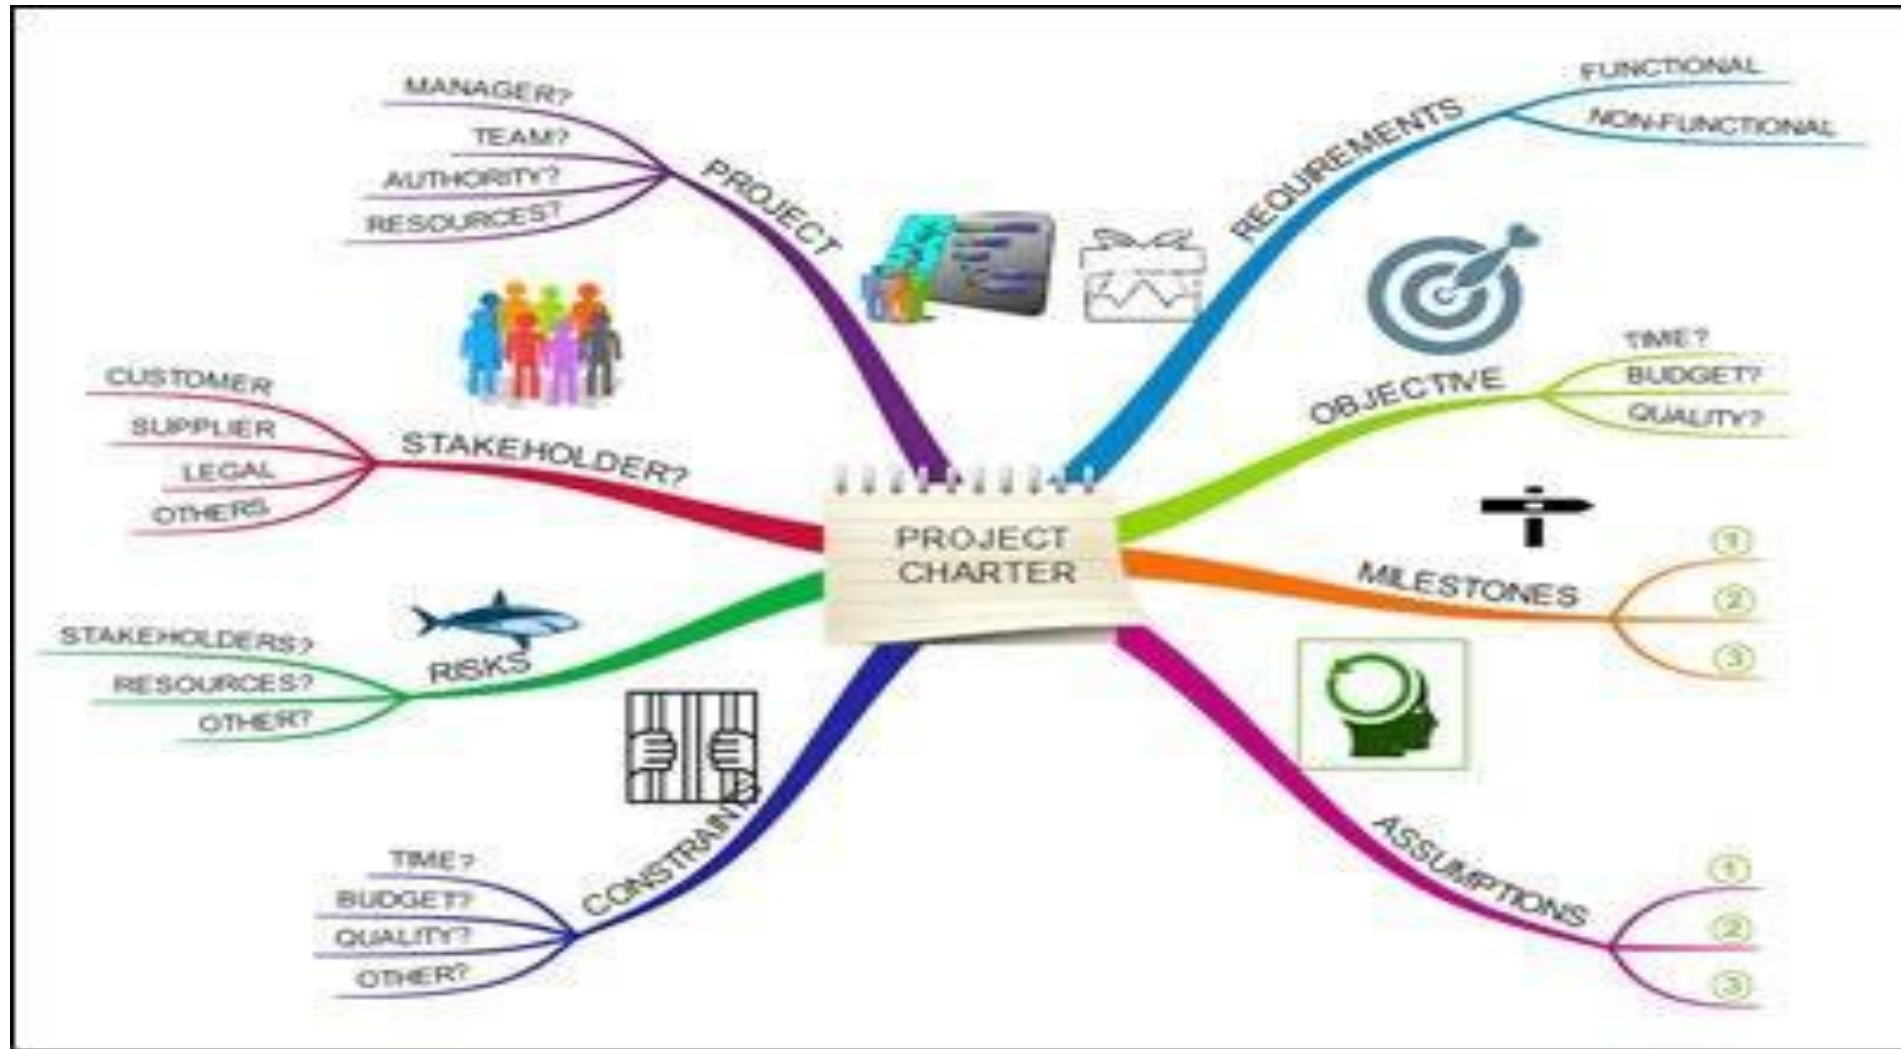 PROJECT
CHARTER
PROJECT
MANAGER?
TEAM?
AUTHORITY?
RESOURCES?
STAKEHOLDER?
CUSTOMER
SUPPLIER
LEGAL
OTHERS
RISKS
STAKEHOLDERS?
RESOURCES?
OTHER?
CONSTRAINTS
TIME?
BUDGET?
QUALITY?
OTHER?
REQUIREMENTS
FUNCTIONAL
NON-FUNCTIONAL
OBJECTIVE
TIME?
BUDGET?
QUALITY?
MILESTONES
1
2
3
ASSUMPTIONS
1
2
3